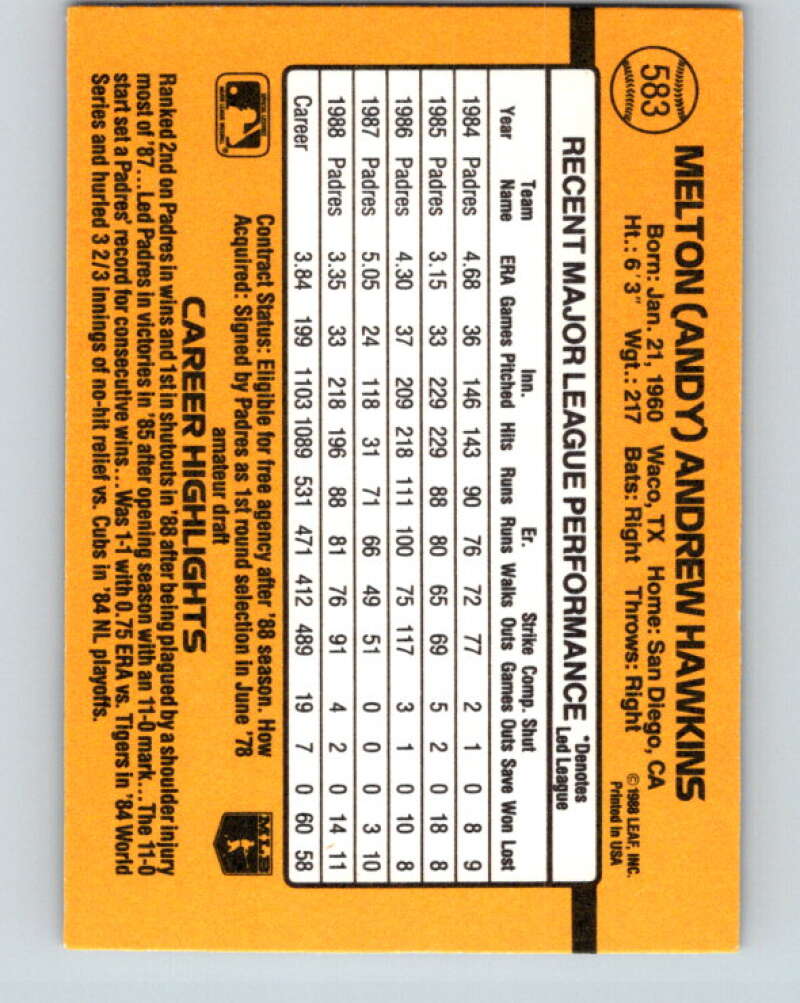 583
MELTON (ANDY) ANDREW HAWKINS
Born: Jan. 21, 1960 Waco, TX Home: San Diego, CA
Ht.: 6'3" Wgt.: 217 Bats: Right Throws: Right
©1988 LEAF, INC.
Printed in USA
RECENT MAJOR LEAGUE PERFORMANCE *Denotes
Led League
Team Inn. Er. Strike Comp. Shut
Year Name ERA Games Pitched Hits Runs Runs Walks Outs Games Outs Save Won Lost
1984 Padres 4.68 36 146 143 90 76 72 77 2 1 0 8 9
1985 Padres 3.15 33 229 229 88 80 65 69 5 2 0 18 8
1986 Padres 4.30 37 209 218 111 100 75 117 3 1 0 10 8
1987 Padres 5.05 24 118 31 71 66 49 51 0 0 0 3 10
1988 Padres 3.35 33 218 196 88 81 76 91 4 2 0 14 11
Career 3.84 199 1103 1089 531 471 412 489 19 7 0 60 58
Contract Status: Eligible for free agency after '88 season. How
Acquired: Signed by Padres as 1st round selection in June '78
amateur draft
MLB
CAREER HIGHLIGHTS
Ranked 2nd on Padres in wins and 1st in shutouts in '88 after being plagued by a shoulder injury
most of '87...Led Padres in victories in '85 after opening season with an 11-0 mark...The 11-0
start set a Padres' record for consecutive wins...Was 1-1 with 0.75 ERA vs. Tigers in '84 World
Series and hurled 3 2/3 innings of no-hit relief vs. Cubs in '84 NL playoffs.